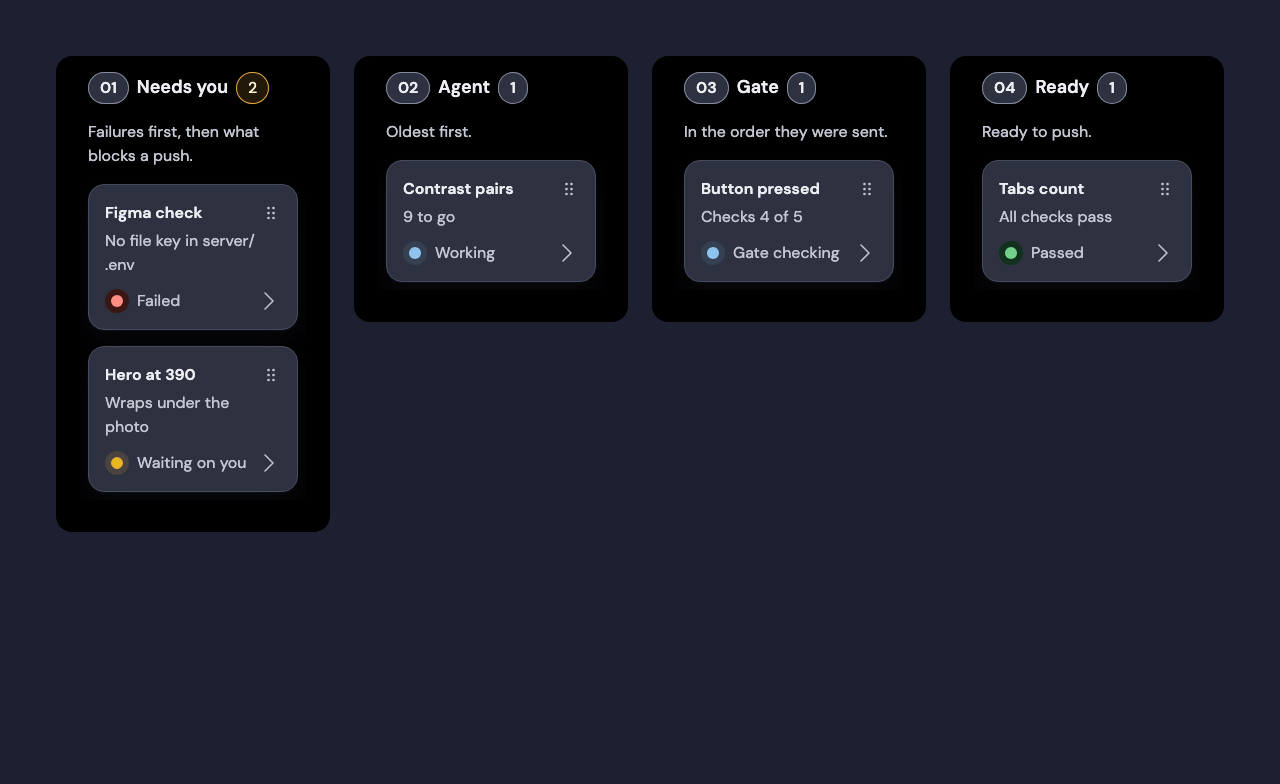 01 Needs you 2
Failures first, then what
blocks a push.
Figma check
No file key in server/
.env
Failed
Hero at 390
Wraps under the
photo
Waiting on you
02 Agent 1
Oldest first.
Contrast pairs
9 to go
Working
03 Gate 1
In the order they were sent.
Button pressed
Checks 4 of 5
Gate checking
04 Ready 1
Ready to push.
Tabs count
All checks pass
Passed